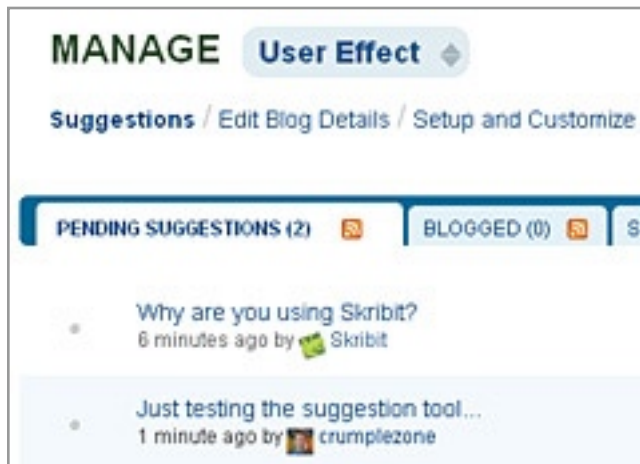 MANAGE User Effect
Suggestions / Edit Blog Details / Setup and Customize
PENDING SUGGESTIONS (2) BLOGGED (0) S
Why are you using Skribit?
6 minutes ago by Skribit
Just testing the suggestion tool...
1 minute ago by crumplezone